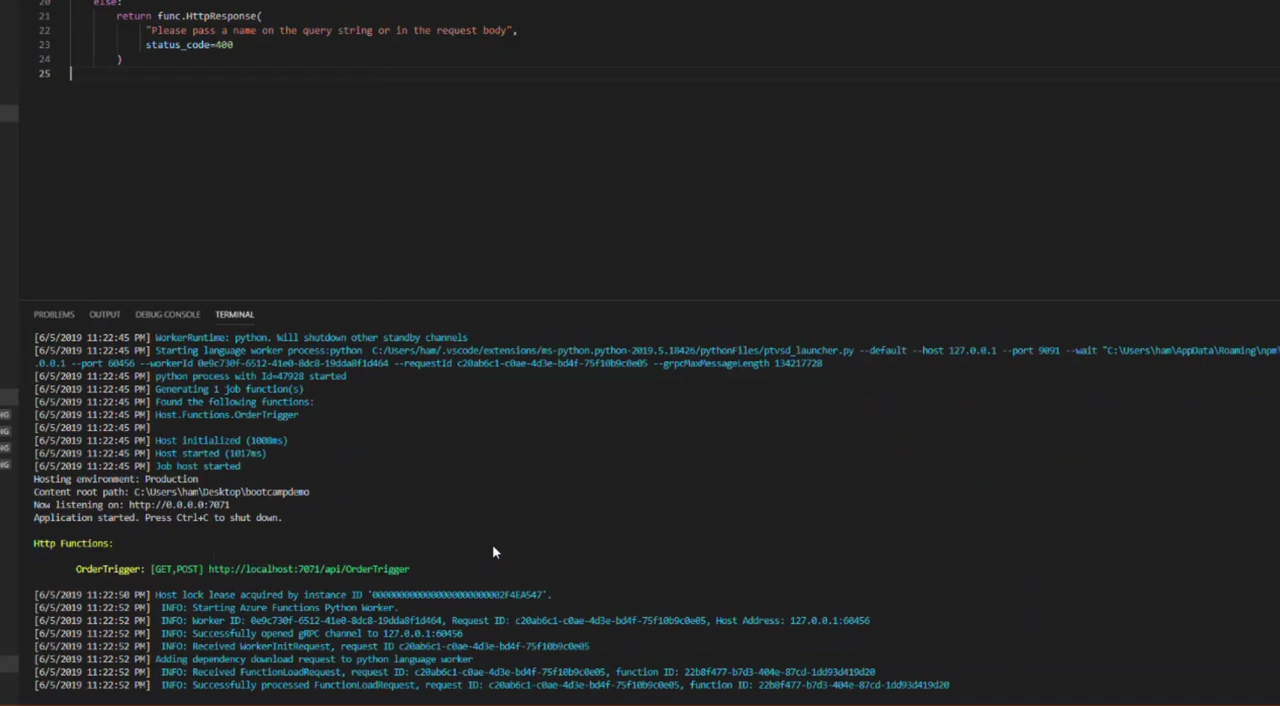 20 else:
21 return func.HttpResponse(
22 "Please pass a name on the query string or in the request body",
23 status_code=400
24 )
25
PROBLEMS OUTPUT DEBUG CONSOLE TERMINAL
[6/5/2019 11:22:45 PM] WorkerRuntime: python. Will shutdown other standby channels
[6/5/2019 11:22:45 PM] Starting language worker process:python C:/Users/ham/.vscode/extensions/ms-python.python-2019.5.18426/pythonFiles/ptvsd_launcher.py --default --host 127.0.0.1 --port 9091 --wait "C:\Users\ham\AppData\Roaming\npm\
.0.0.1 --port 60456 --workerId 0e9c730f-6512-41e0-8dc8-19dda8f1d464 --requestId c20ab6c1-c0ae-4d3e-bd4f-75f10b9c0e05 --grpcMaxMessageLength 134217728
[6/5/2019 11:22:45 PM] python process with Id=47928 started
[6/5/2019 11:22:45 PM] Generating 1 job function(s)
[6/5/2019 11:22:45 PM] Found the following functions:
[6/5/2019 11:22:45 PM] Host.Functions.OrderTrigger
[6/5/2019 11:22:45 PM]
[6/5/2019 11:22:45 PM] Host initialized (1008ms)
[6/5/2019 11:22:45 PM] Host started (1017ms)
[6/5/2019 11:22:45 PM] Job host started
Hosting environment: Production
Content root path: C:\Users\ham\Desktop\bootcampdemo
Now listening on: http://0.0.0.0:7071
Application started. Press Ctrl+C to shut down.
Http Functions:
OrderTrigger: [GET,POST] http://localhost:7071/api/OrderTrigger
[6/5/2019 11:22:50 PM] Host lock lease acquired by instance ID
[6/5/2019 11:22:52 PM] INFO: Starting Azure Functions Python Worker.
[6/5/2019 11:22:52 PM] INFO: Worker ID: 0e9c730f-6512-41e0-8dc8-19dda8f1d464, Request ID: c20ab6c1-c0ae-4d3e-bd4f-75f10b9c0e05, Host Address: 127.0.0.1:60456
[6/5/2019 11:22:52 PM] INFO: Successfully opened gRPC channel to 127.0.0.1:60456
[6/5/2019 11:22:52 PM] INFO: Received WorkerInitRequest, request ID c20ab6c1-c0ae-4d3e-bd4f-75f10b9c0e05
[6/5/2019 11:22:52 PM] Adding dependency download request to python language worker
[6/5/2019 11:22:52 PM] INFO: Received FunctionLoadRequest, request ID: c20ab6c1-c0ae-4d3e-bd4f-75f10b9c0e05, function ID: 22b8f477-b7d3-404e-87cd-1dd93d419d20
[6/5/2019 11:22:52 PM] INFO: Successfully processed FunctionLoadRequest, request ID: c20ab6c1-c0ae-4d3e-bd4f-75f10b9c0e05, function ID: 22b8f477-b7d3-404e-87cd-1dd93d419d20